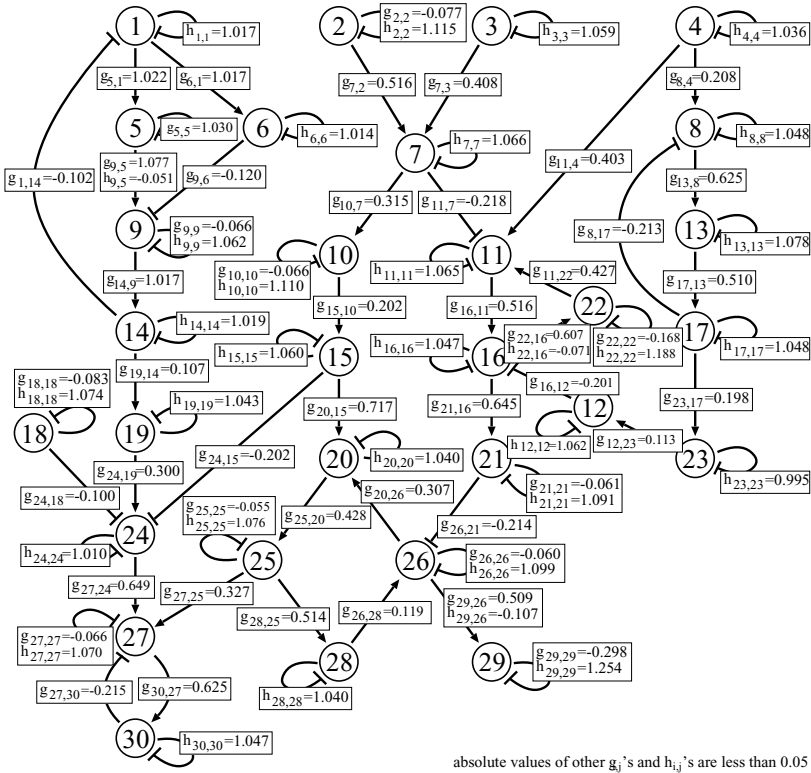 1
h1,1=1.017
2
g2,2=-0.077
h2,2=1.115
3
h3,3=1.059
4
h4,4=1.036
g5,1=1.022
g6,1=1.017
g7,2=0.516
g7,3=0.408
g8,4=0.208
5
g5,5=1.030
6
h6,6=1.014
7
h7,7=1.066
8
h8,8=1.048
g1,14=-0.102
g9,5=1.077
h9,5=-0.051
g9,6=-0.120
g11,4=0.403
g13,8=0.625
g10,7=0.315
g11,7=-0.218
g8,17=-0.213
9
g9,9=-0.066
h9,9=1.062
10
g10,10=-0.066
h10,10=1.110
11
h11,11=1.065
13
h13,13=1.078
g14,9=1.017
g15,10=0.202
g16,11=0.516
g11,22=0.427
22
g17,13=0.510
14
h14,14=1.019
15
h15,15=1.060
h16,16=1.047
16
g22,16=0.607
h22,16=-0.071
g22,22=-0.168
h22,22=1.188
17
h17,17=1.048
g19,14=0.107
g18,18=-0.083
h18,18=1.074
18
h19,19=1.043
19
g20,15=0.717
g21,16=0.645
g16,12=-0.201
12
h12,12=1.062
g12,23=0.113
g23,17=0.198
23
h23,23=0.995
g24,15=-0.202
20
h20,20=1.040
21
g21,21=-0.061
h21,21=1.091
g24,19=0.300
g24,18=-0.100
24
h24,24=1.010
g25,25=-0.055
h25,25=1.076
g25,20=0.428
g20,26=0.307
g26,21=-0.214
25
26
g26,26=-0.060
h26,26=1.099
g27,24=0.649
g27,25=0.327
g28,25=0.514
g26,28=0.119
g29,26=0.509
h29,26=-0.107
27
g27,27=-0.066
h27,27=1.070
28
h28,28=1.040
29
g29,29=-0.298
h29,29=1.254
g27,30=-0.215
g30,27=0.625
30
h30,30=1.047
absolute values of other gi,j's and hi,j's are less than 0.05